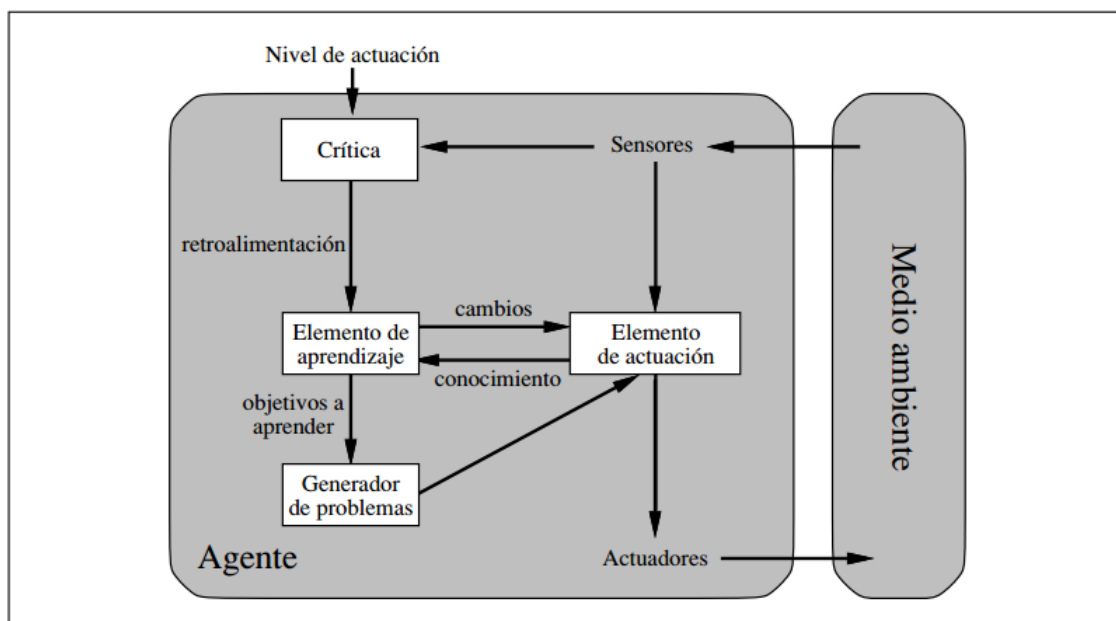 Nivel de actuación
Crítica
Sensores
retroalimentación
cambios
Elemento de
aprendizaje
Elemento
de actuación
conocimiento
objetivos a
aprender
Generador
de problemas
Agente
Actuadores
Medio ambiente